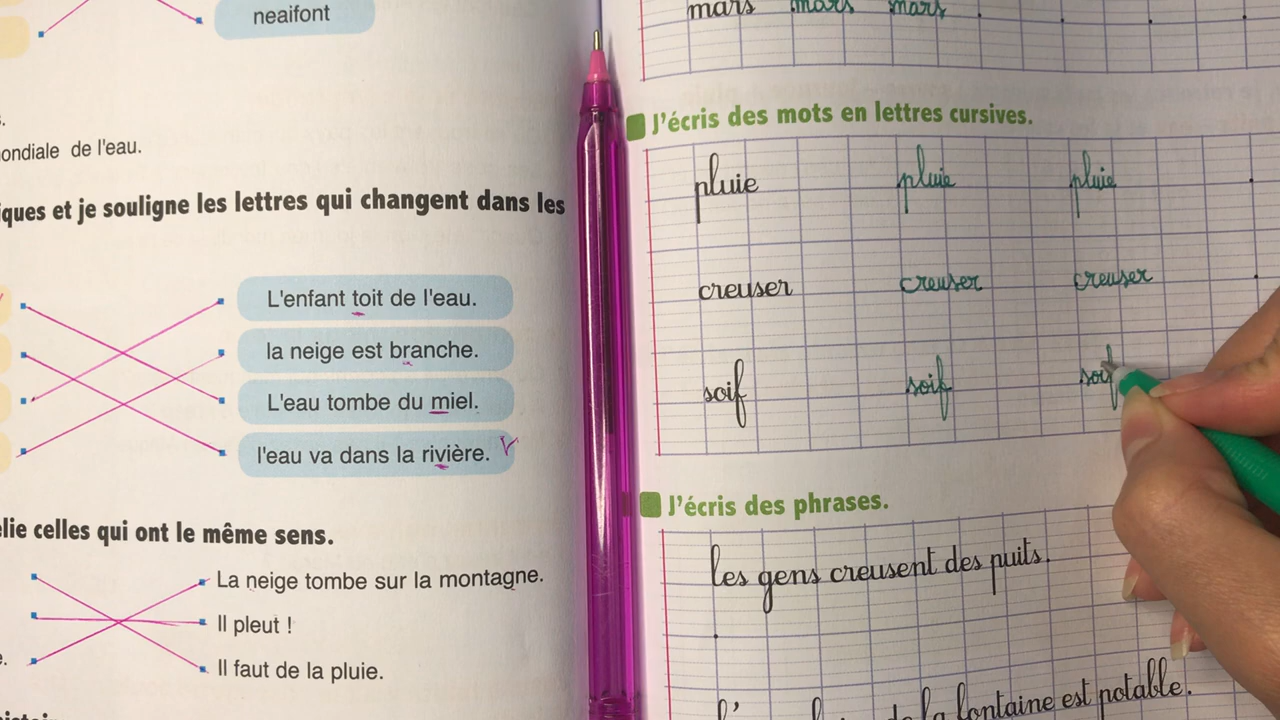 neaifont
ondiale de l'eau.
iques et je souligne les lettres qui changent dans les
L'enfant toit de l'eau.
la neige est branche.
L'eau tombe du miel.
l'eau va dans la rivière.
élie celles qui ont le même sens.
La neige tombe sur la montagne.
Il pleut !
Il faut de la pluie.
mars mars mars
J'écris des mots en lettres cursives.
pluie pluie pluie
creuser creuser creuser
soif soif soif
J'écris des phrases.
les gens creusent des puits.
l' de la fontaine est potable.